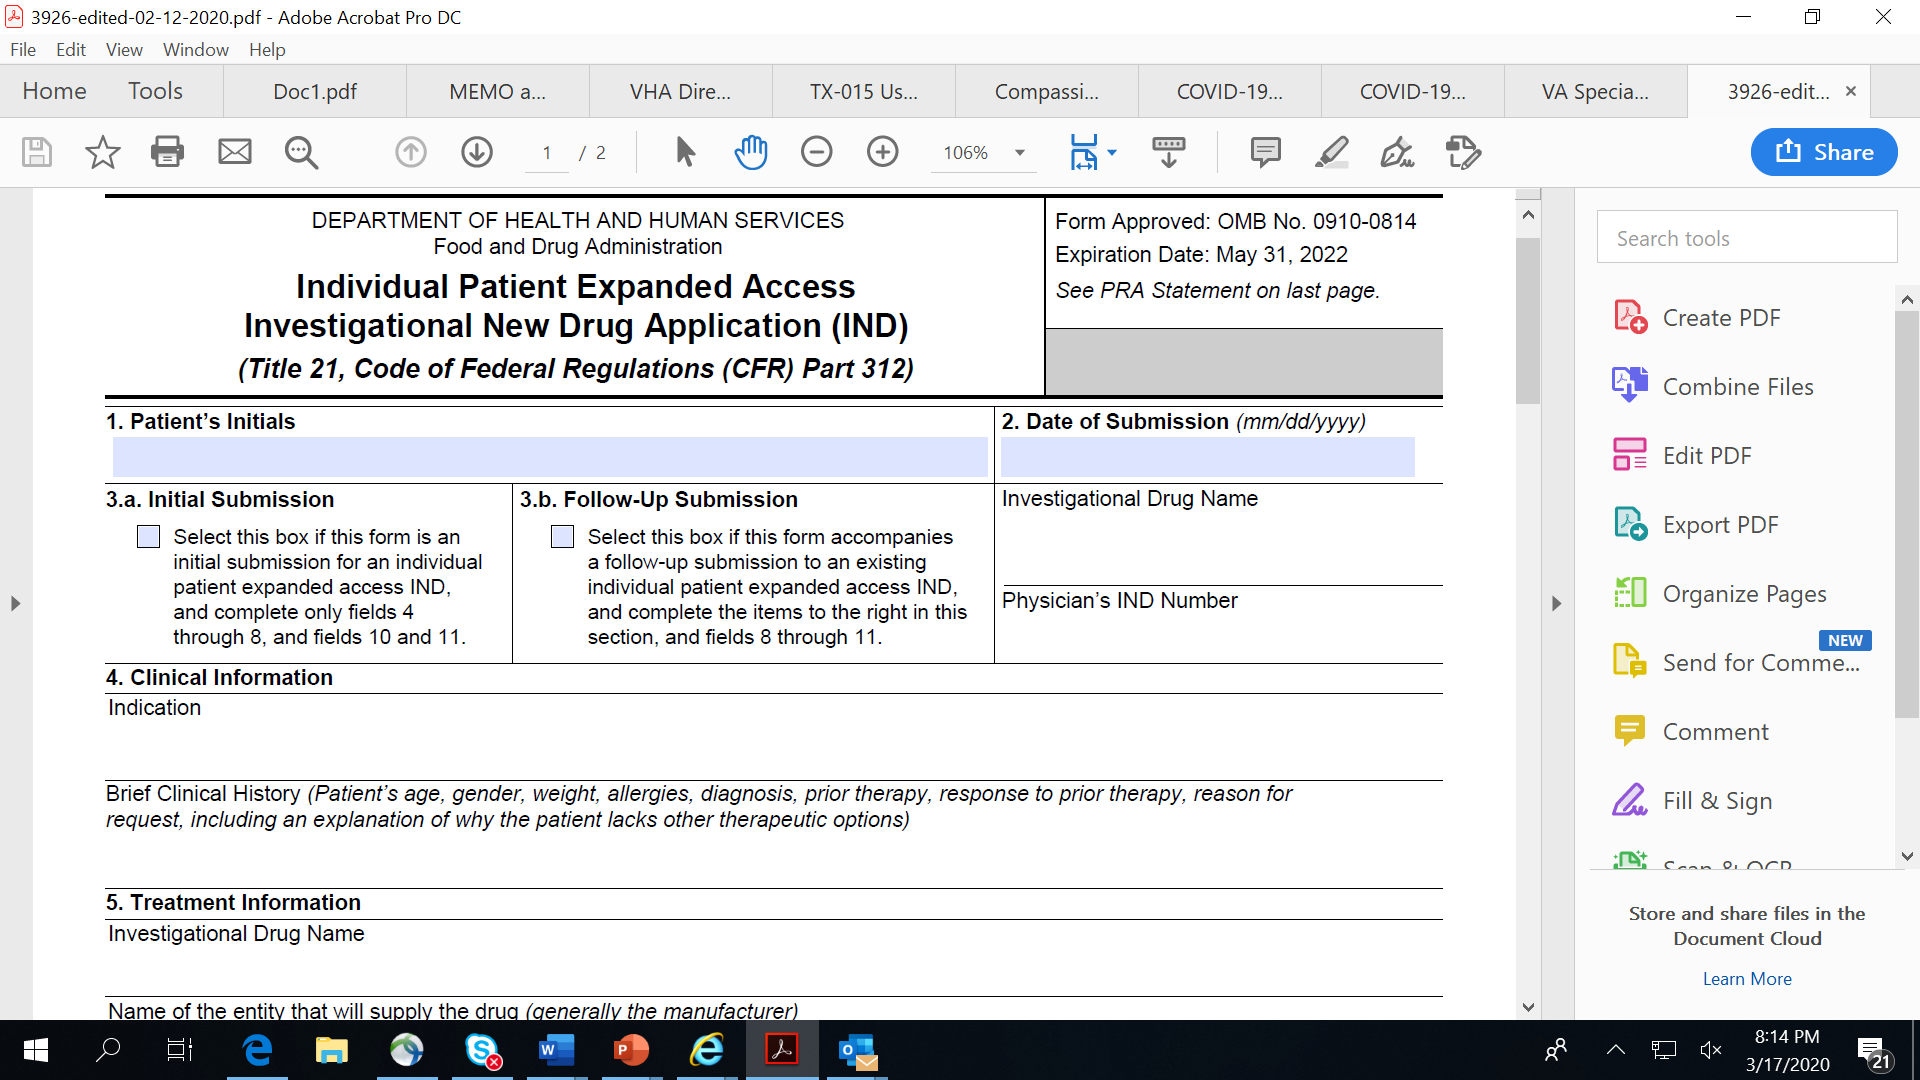 3926-edited-02-12-2020.pdf - Adobe Acrobat Pro DC
File Edit View Window Help
Home Tools Doc1.pdf MEMO a... VHA Dire... TX-015 Us... Compassi... COVID-19... COVID-19... VA Specia... 3926-edit... ×
1 / 2 106% Share
DEPARTMENT OF HEALTH AND HUMAN SERVICES
Food and Drug Administration
Individual Patient Expanded Access
Investigational New Drug Application (IND)
(Title 21, Code of Federal Regulations (CFR) Part 312)
Form Approved: OMB No. 0910-0814
Expiration Date: May 31, 2022
See PRA Statement on last page.
1. Patient's Initials
2. Date of Submission (mm/dd/yyyy)
3.a. Initial Submission
Select this box if this form is an
initial submission for an individual
patient expanded access IND,
and complete only fields 4
through 8, and fields 10 and 11.
3.b. Follow-Up Submission
Select this box if this form accompanies
a follow-up submission to an existing
individual patient expanded access IND,
and complete the items to the right in this
section, and fields 8 through 11.
Investigational Drug Name
Physician's IND Number
4. Clinical Information
Indication
Brief Clinical History (Patient's age, gender, weight, allergies, diagnosis, prior therapy, response to prior therapy, reason for
request, including an explanation of why the patient lacks other therapeutic options)
5. Treatment Information
Investigational Drug Name
Name of the entity that will supply the drug (generally the manufacturer)
Search tools
Create PDF
Combine Files
Edit PDF
Export PDF
Organize Pages
NEW
Send for Comme...
Comment
Fill & Sign
Scan & OCR
Store and share files in the
Document Cloud
Learn More
8:14 PM
3/17/2020
21